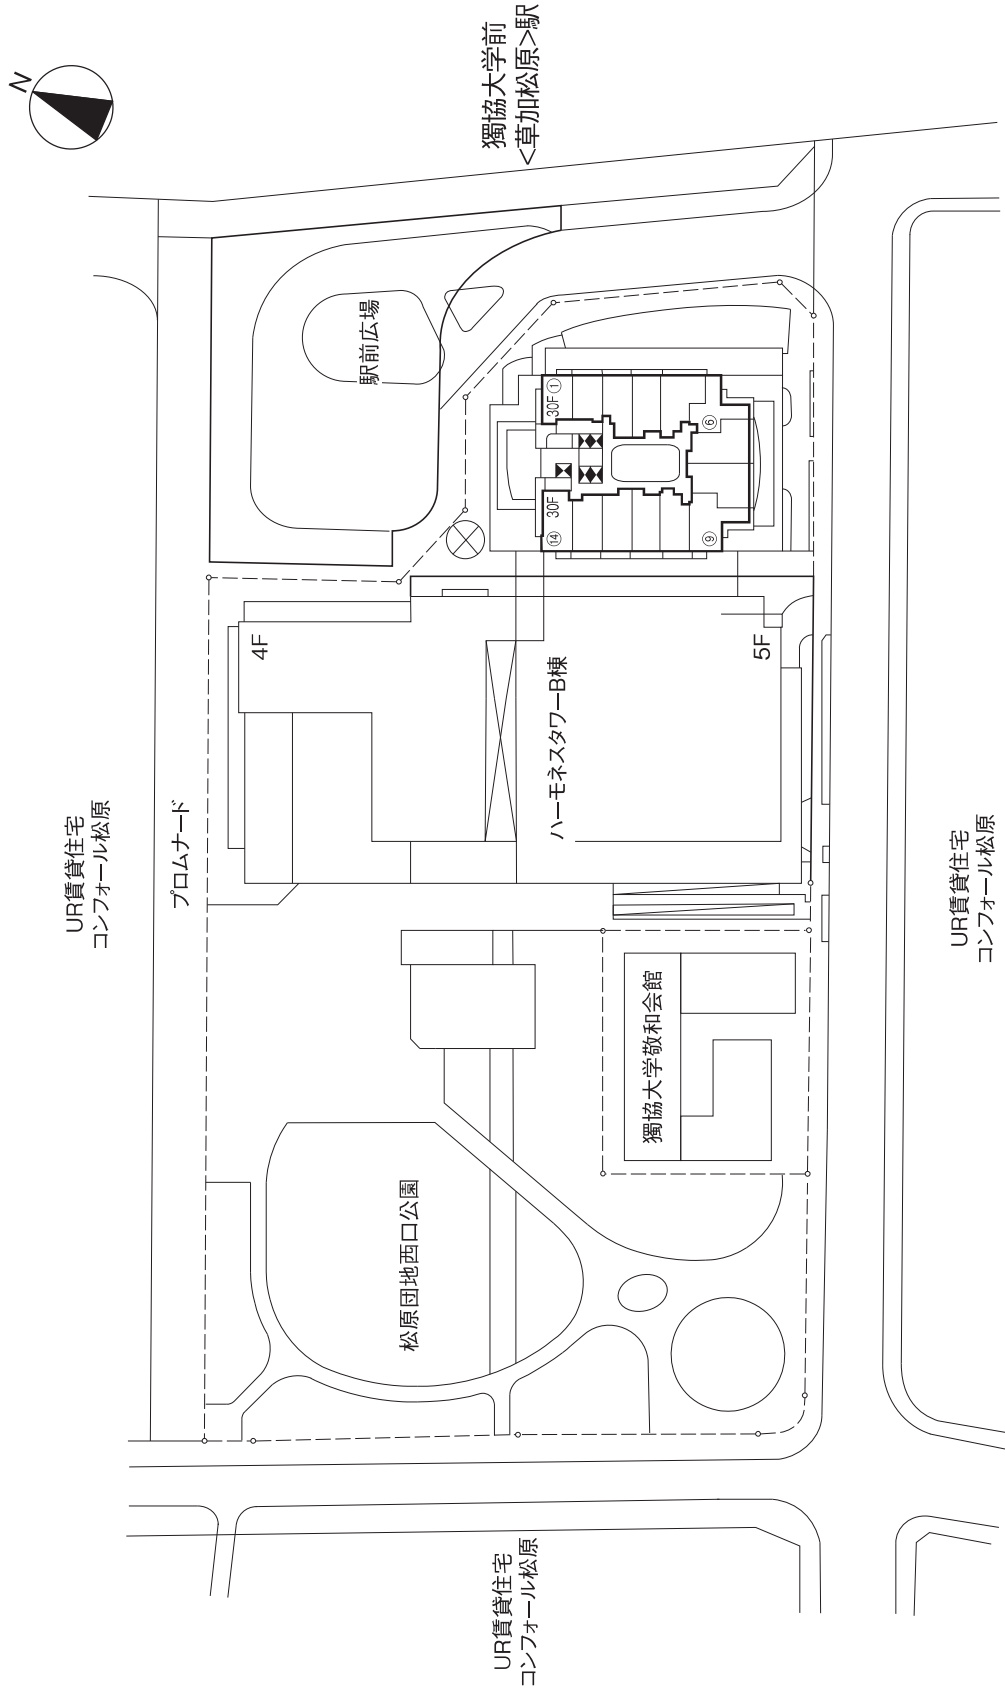 N
獨協大学前
<草加松原>駅
駅前広場
30F
①
⑥
30F
⑭
⑨
4F
5F
ハーモネスタワーB棟
UR賃貸住宅
コンフォール松原
プロムナード
UR賃貸住宅
コンフォール松原
獨協大学敬和会館
松原団地西口公園
UR賃貸住宅
コンフォール松原